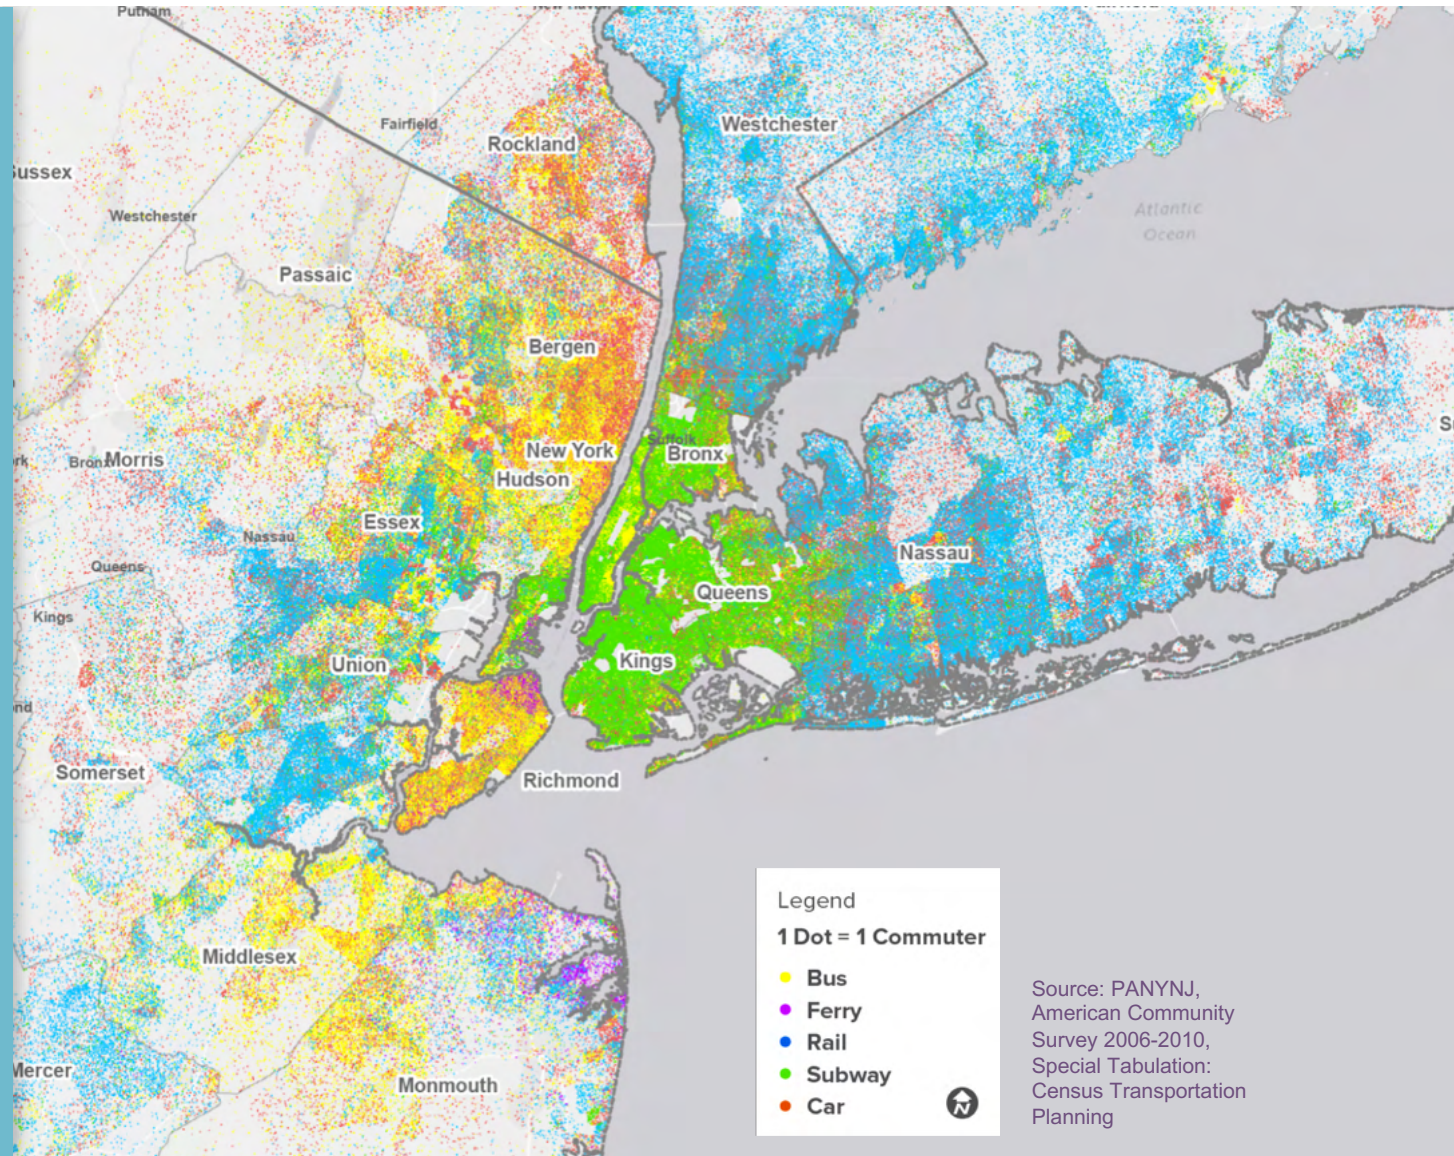 Putnam
Fairfield
Rockland
Westchester
Sussex
Westchester
Atlantic
Ocean
Passaic
Bergen
Suffolk
Bronx
New York
Hudson
Bronx
Morris
Essex
Nassau
Nassau
Queens
Queens
Kings
Kings
Union
Somerset
Richmond
Middlesex
Mercer
Monmouth
Legend
1 Dot = 1 Commuter
Bus
Ferry
Rail
Subway
Car
N
Source: PANYNJ,
American Community
Survey 2006-2010,
Special Tabulation:
Census Transportation
Planning